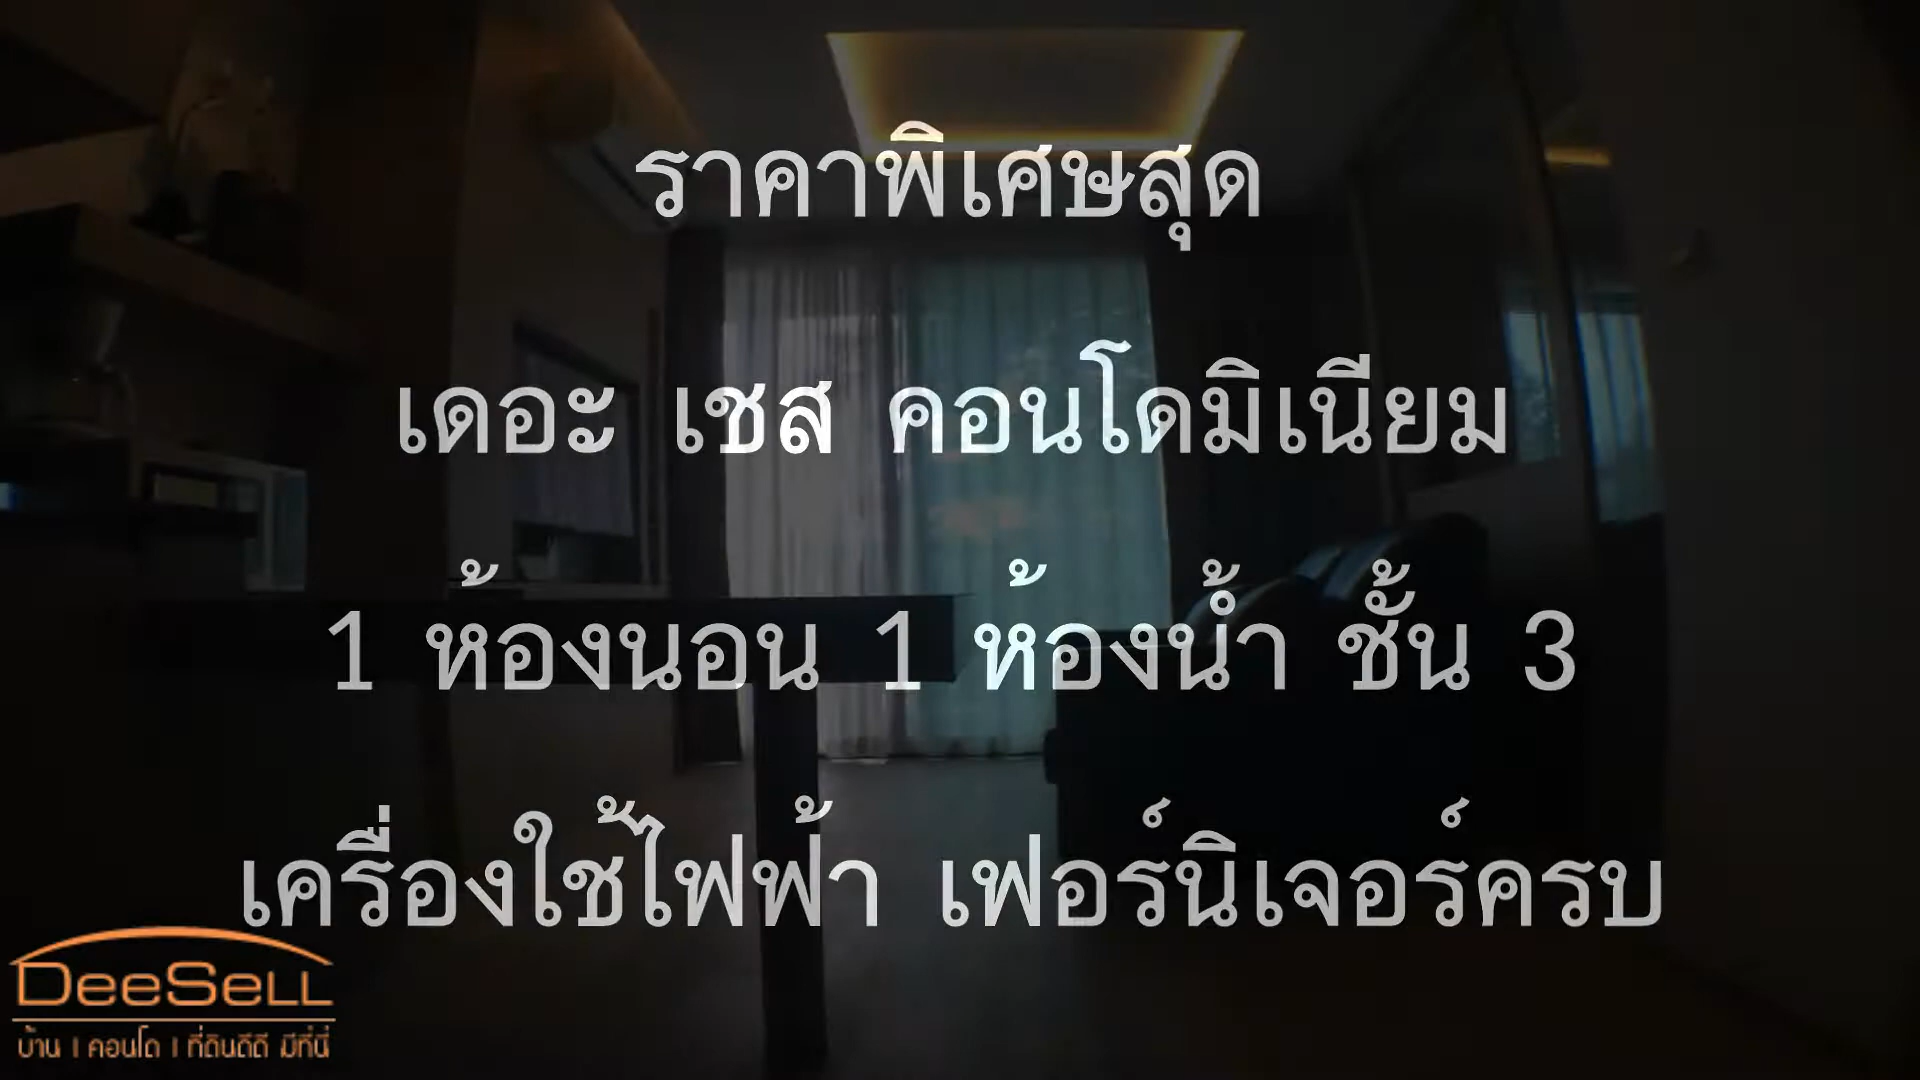 ราคาพิเศษสุด
เดอะ เชส คอนโดมิเนียม
1 ห้องนอน 1 ห้องน้ำ ชั้น 3
เครื่องใช้ไฟฟ้า เฟอร์นิเจอร์ครบ
DeeSeLL
บ้าน | คอนโด | ที่ดินดีดี มีที่นี่